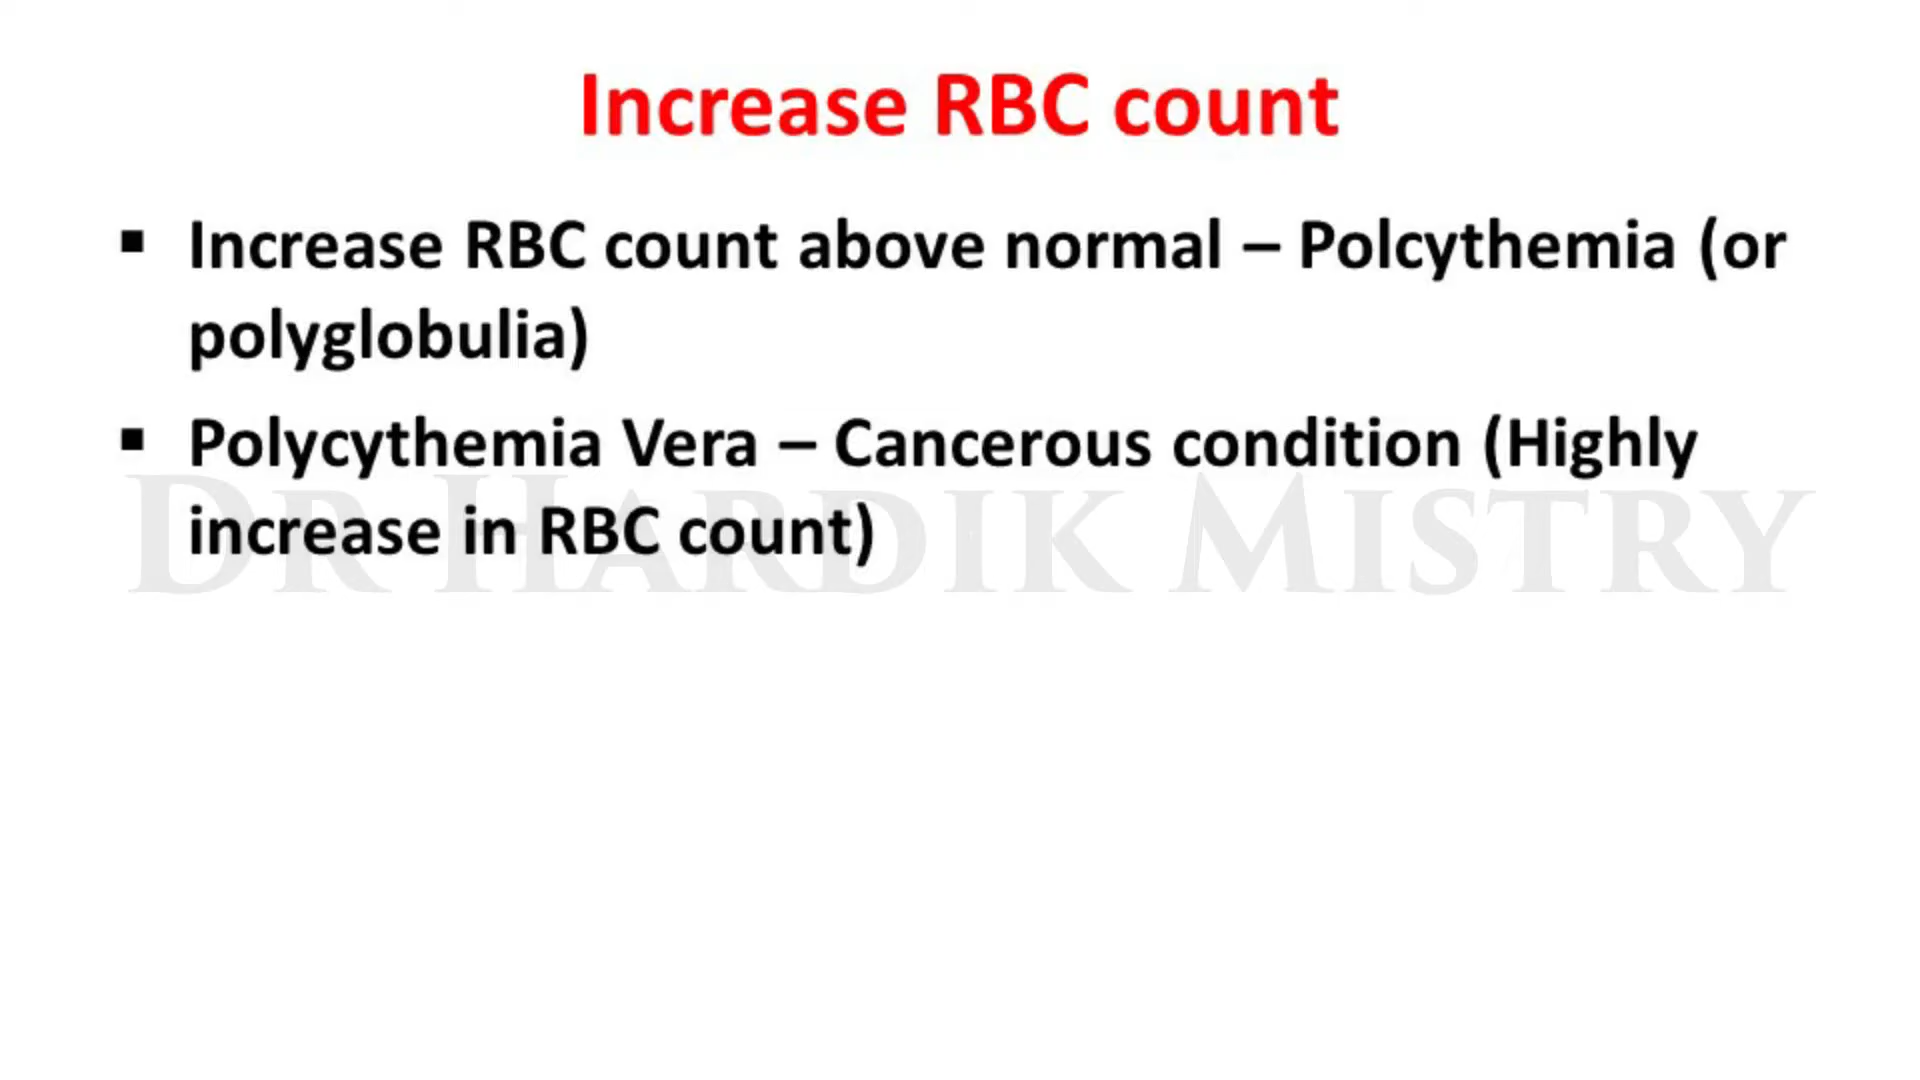 Increase RBC count
▪ Increase RBC count above normal – Polcythemia (or
polyglobulia)
▪ Polycythemia Vera – Cancerous condition (Highly
increase in RBC count)
DR HARDIK MISTRY